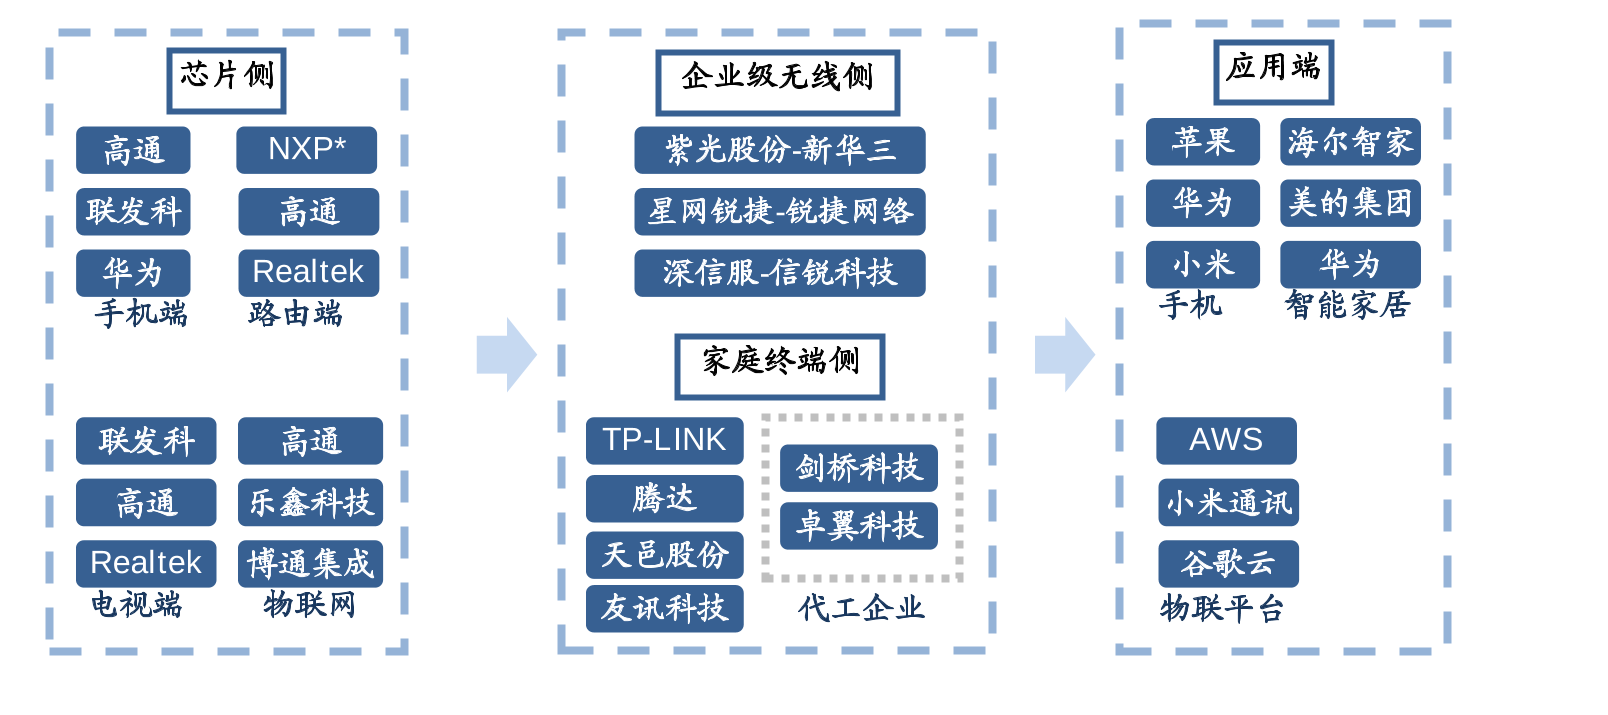 芯片侧
高通
NXP*
联发科
高通
华为
Realtek
手机端
路由端
联发科
高通
高通
乐鑫科技
Realtek
博通集成
电视端
物联网
企业级无线侧
紫光股份-新华三
星网锐捷-锐捷网络
深信服-信锐科技
家庭终端侧
TP-LINK
腾达
天邑股份
友讯科技
剑桥科技
卓翼科技
代工企业
应用端
苹果
海尔智家
华为
美的集团
小米
华为
手机
智能家居
AWS
小米通讯
谷歌云
物联平台